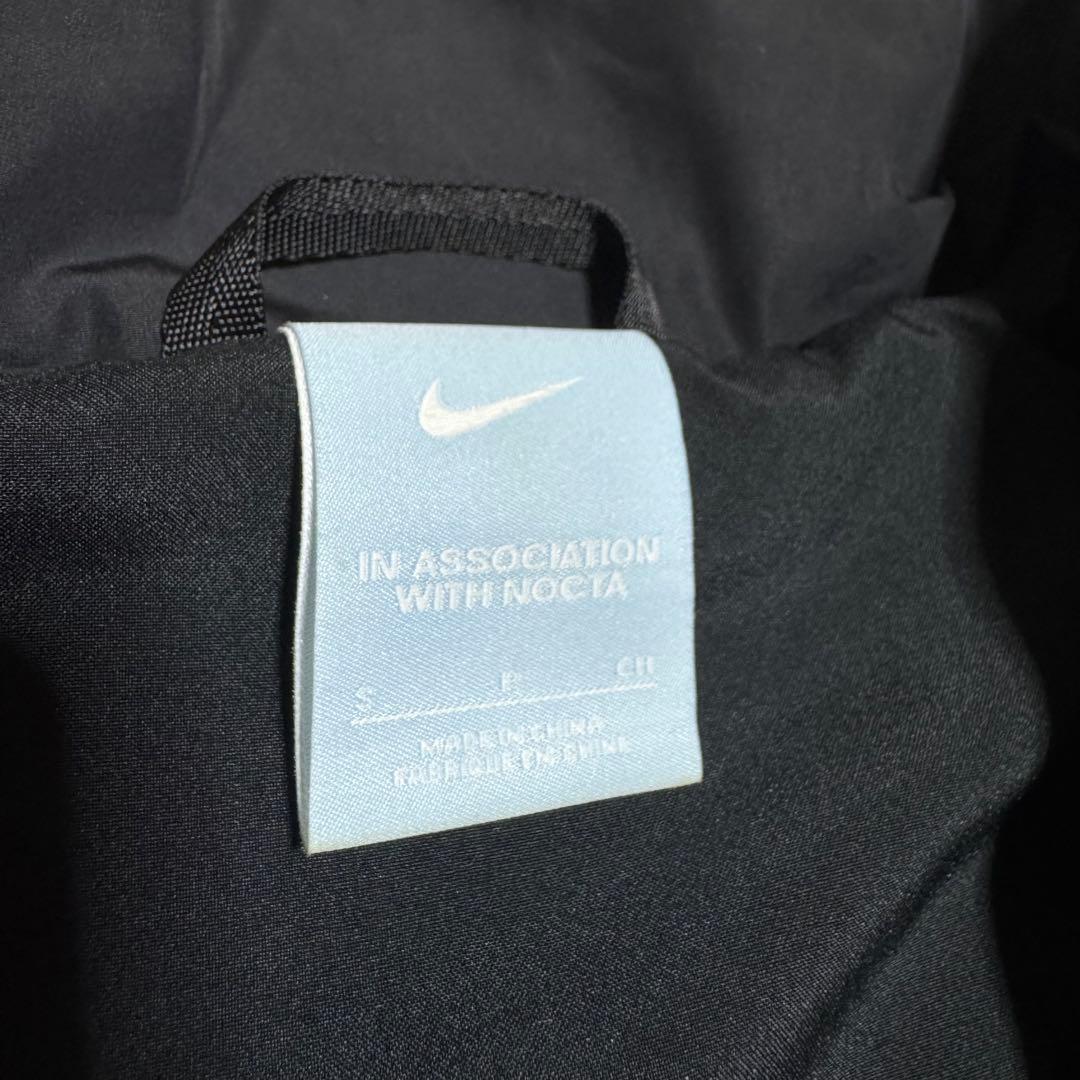 IN ASSOCIATION
WITH NOCTA
S P CH
MADE IN CHINA
FABRIQUÉ EN CHINE